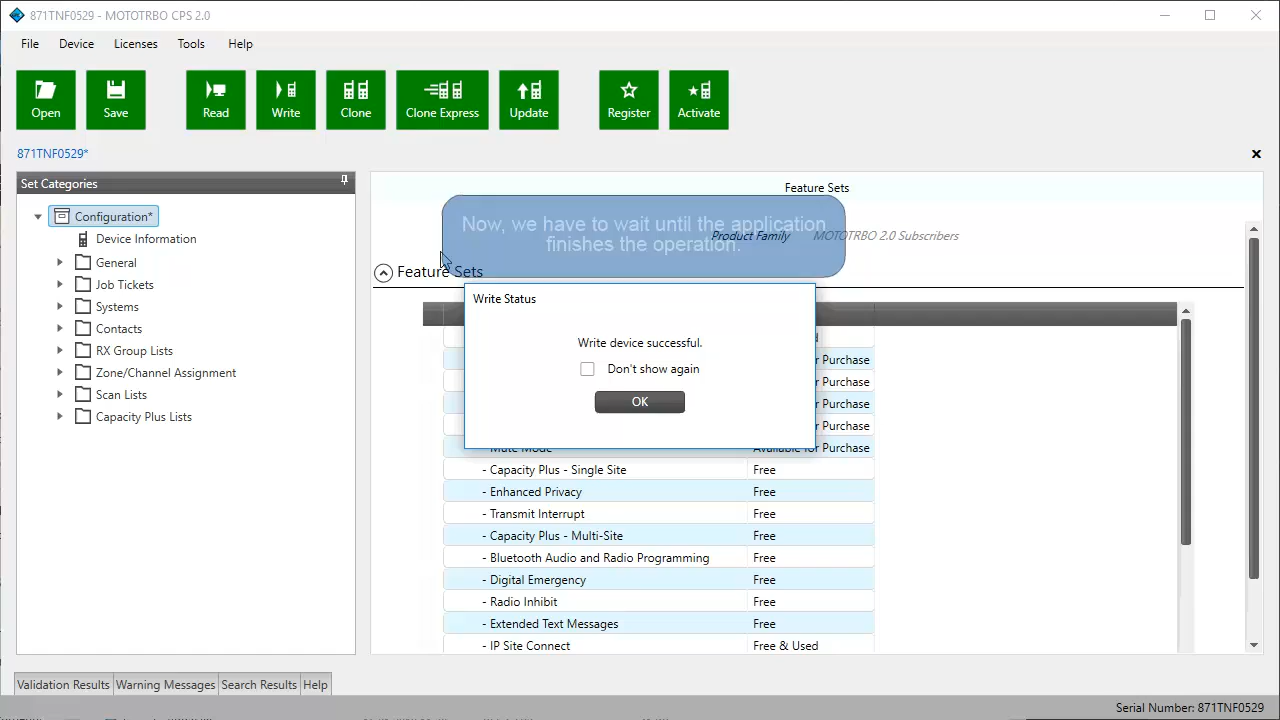 871TNF0529 - MOTOTRBO CPS 2.0
File Device Licenses Tools Help
Open Save Read Write Clone Clone Express Update Register Activate
871TNF0529*
Set Categories
Configuration*
Device Information
General
Job Tickets
Systems
Contacts
RX Group Lists
Zone/Channel Assignment
Scan Lists
Capacity Plus Lists
Feature Sets
Now, we have to wait until the application
finishes the operation.
Product Family MOTOTRBO 2.0 Subscribers
Feature Sets
Write Status
Write device successful.
Don't show again
OK
r Purchase
r Purchase
r Purchase
r Purchase
- Mute Mode Available for Purchase
- Capacity Plus - Single Site Free
- Enhanced Privacy Free
- Transmit Interrupt Free
- Capacity Plus - Multi-Site Free
- Bluetooth Audio and Radio Programming Free
- Digital Emergency Free
- Radio Inhibit Free
- Extended Text Messages Free
- IP Site Connect Free & Used
Validation Results Warning Messages Search Results Help
Serial Number: 871TNF0529